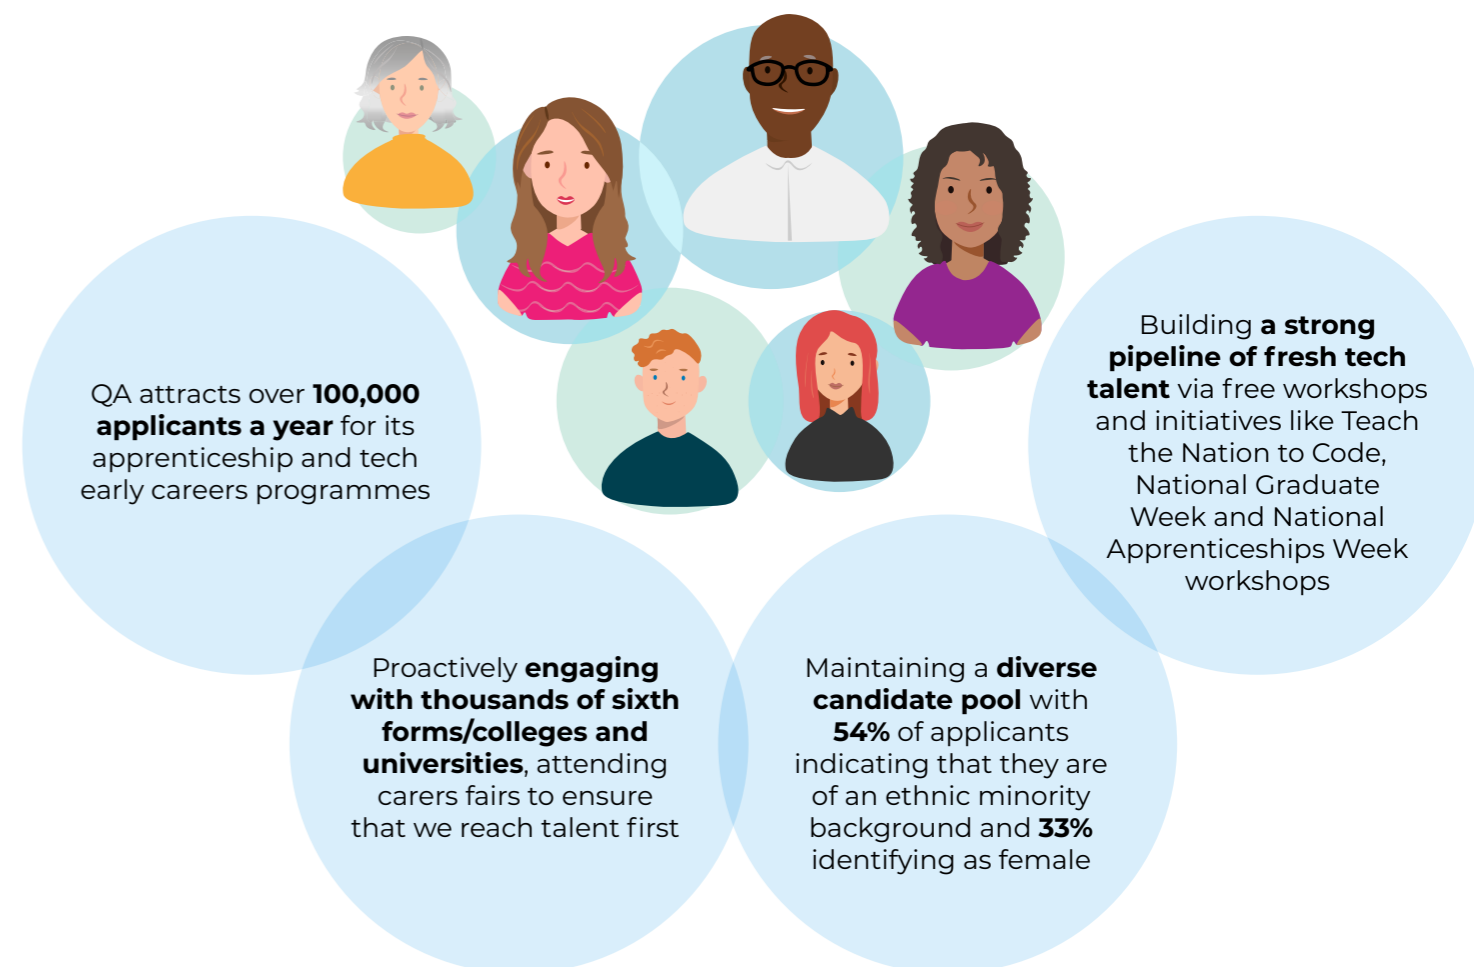 QA attracts over 100,000
applicants a year for its
apprenticeship and tech
early careers programmes
Proactively engaging
with thousands of sixth
forms/colleges and
universities, attending
carers fairs to ensure
that we reach talent first
Maintaining a diverse
candidate pool with
54% of applicants
indicating that they are
of an ethnic minority
background and 33%
identifying as female
Building a strong
pipeline of fresh tech
talent via free workshops
and initiatives like Teach
the Nation to Code,
National Graduate
Week and National
Apprenticeships Week
workshops